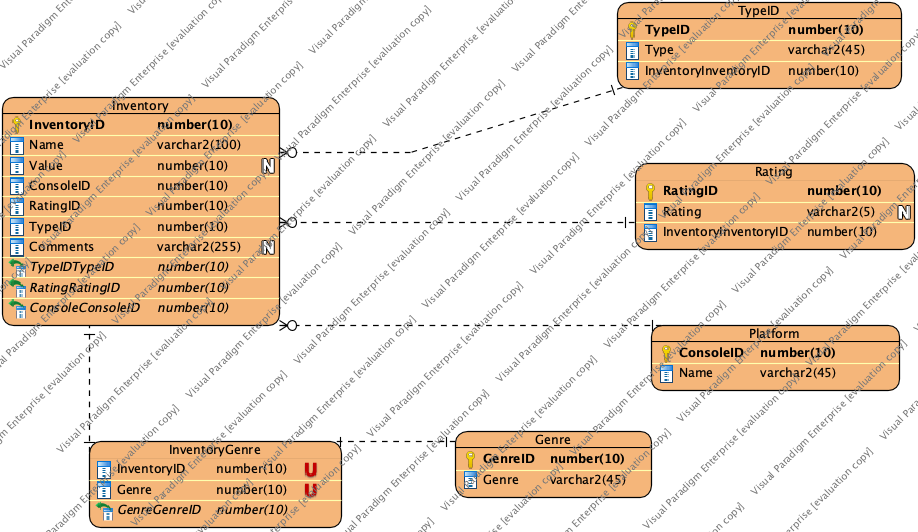 TypeID
TypeID number(10)
Type varchar2(45)
InventoryInventoryID number(10)
Inventory
InventoryID number(10)
Name varchar2(100)
Value number(10) N
ConsoleID number(10)
RatingID number(10)
TypeID number(10)
Comments varchar2(255) N
TypeIDTypeID number(10)
RatingRatingID number(10)
ConsoleConsoleID number(10)
Rating
RatingID number(10)
Rating varchar2(5) N
InventoryInventoryID number(10)
Platform
ConsoleID number(10)
Name varchar2(45)
InventoryGenre
InventoryID number(10) U
Genre number(10) U
GenreGenreID number(10)
Genre
GenreID number(10)
Genre varchar2(45)
Visual Paradigm Enterprise [evaluation copy]